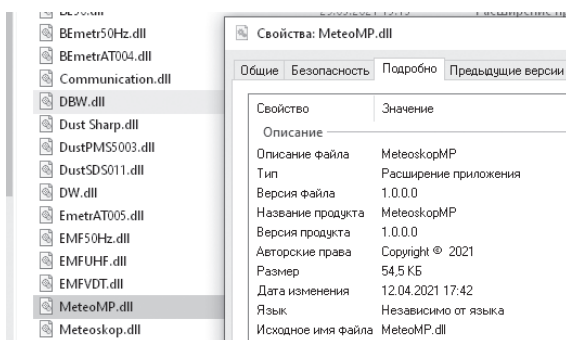 BEmetr50Hz.dll
BEmetrAT004.dll
Communication.dll
DBW.dll
Dust Sharp.dll
DustPMS5003.dll
DustSDS011.dll
DW.dll
EmetrAT005.dll
EMF50Hz.dll
EMFUHF.dll
EMFVDT.dll
MeteoMP.dll
Meteoskop.dll
Свойства: MeteoMP.dll
Общие Безопасность Подробно Предыдущие версии
Свойство Значение
Описание
Описание файла MeteoskopMP
Тип Расширение приложения
Версия файла 1.0.0.0
Название продукта MeteoskopMP
Версия продукта 1.0.0.0
Авторские права Copyright © 2021
Размер 54,5 КБ
Дата изменения 12.04.2021 17:42
Язык Независимо от языка
Исходное имя файла MeteoMP.dll